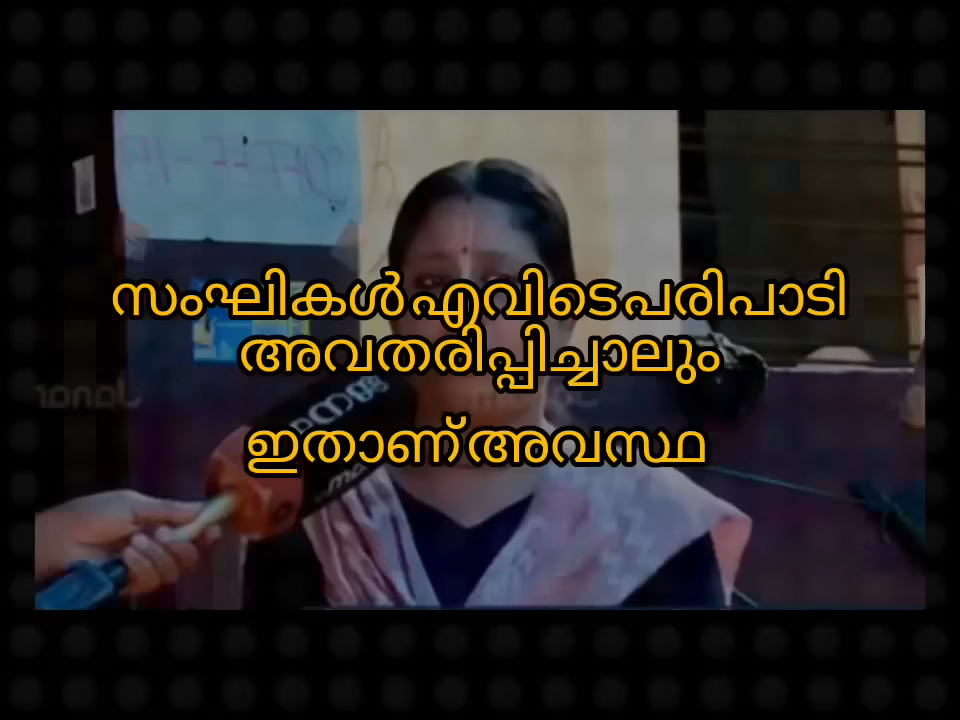 സംഘികൾ എവിടെ പരിപാടി
അവതരിപ്പിച്ചാലും
ഇതാണ് അവസ്ഥ